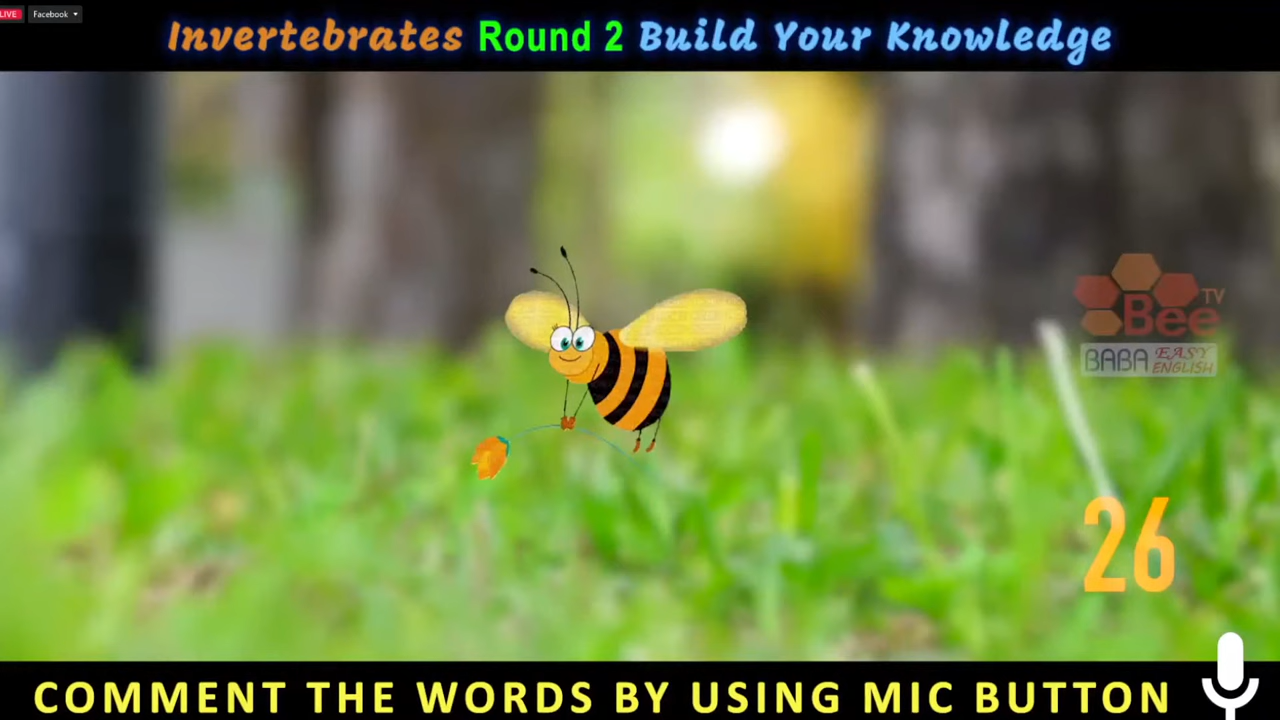 LIVE
Facebook
Invertebrates Round 2 Build Your Knowledge
Bee TV
BABA EASY ENGLISH
26
COMMENT THE WORDS BY USING MIC BUTTON